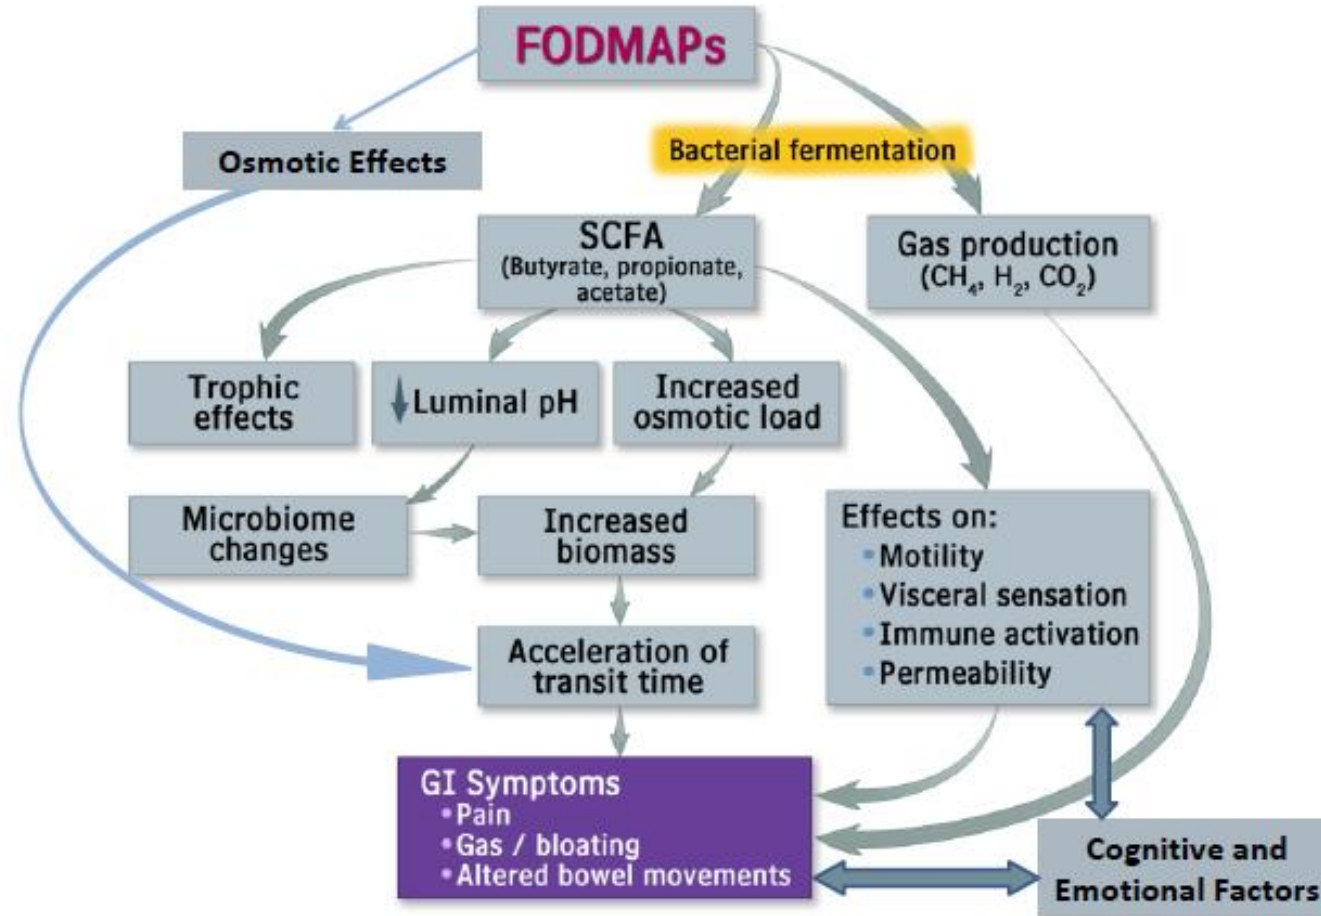 FODMAPs
Osmotic Effects
Bacterial fermentation
SCFA
(Butyrate, propionate,
acetate)
Gas production
(CH₄, H₂, CO₂)
Trophic
effects
↓Luminal pH
Increased
osmotic load
Microbiome
changes
Increased
biomass
Effects on:
•Motility
•Visceral sensation
•Immune activation
•Permeability
Acceleration of
transit time
GI Symptoms
•Pain
•Gas / bloating
•Altered bowel movements
Cognitive and
Emotional Factors